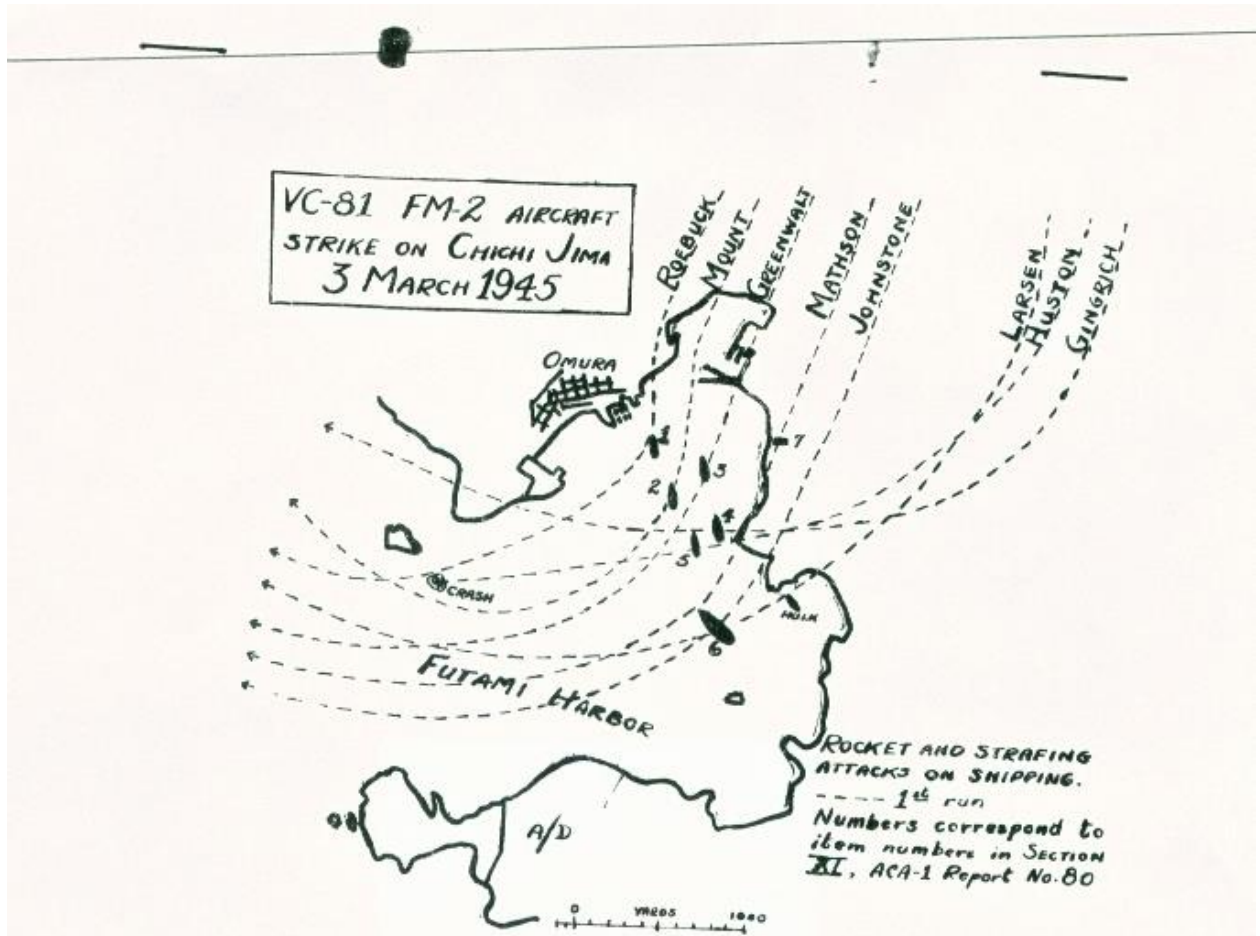 VC-81 FM-2 AIRCRAFT
STRIKE ON CHICHI JIMA
3 MARCH 1945
ROEBUCK
MOUNT
GREENWALT
MATHSON
JOHNSTONE
LARSEN
HUSTON
GINGRICH
OMURA
1
2
3
4
5
6
7
CRASH
HULK
FUTAMI HARBOR
A/D
ROCKET AND STRAFING
ATTACKS ON SHIPPING.
----- 1st run
Numbers correspond to
item numbers in SECTION
XI, ACA-1 Report No. 80
0 YARDS 1000